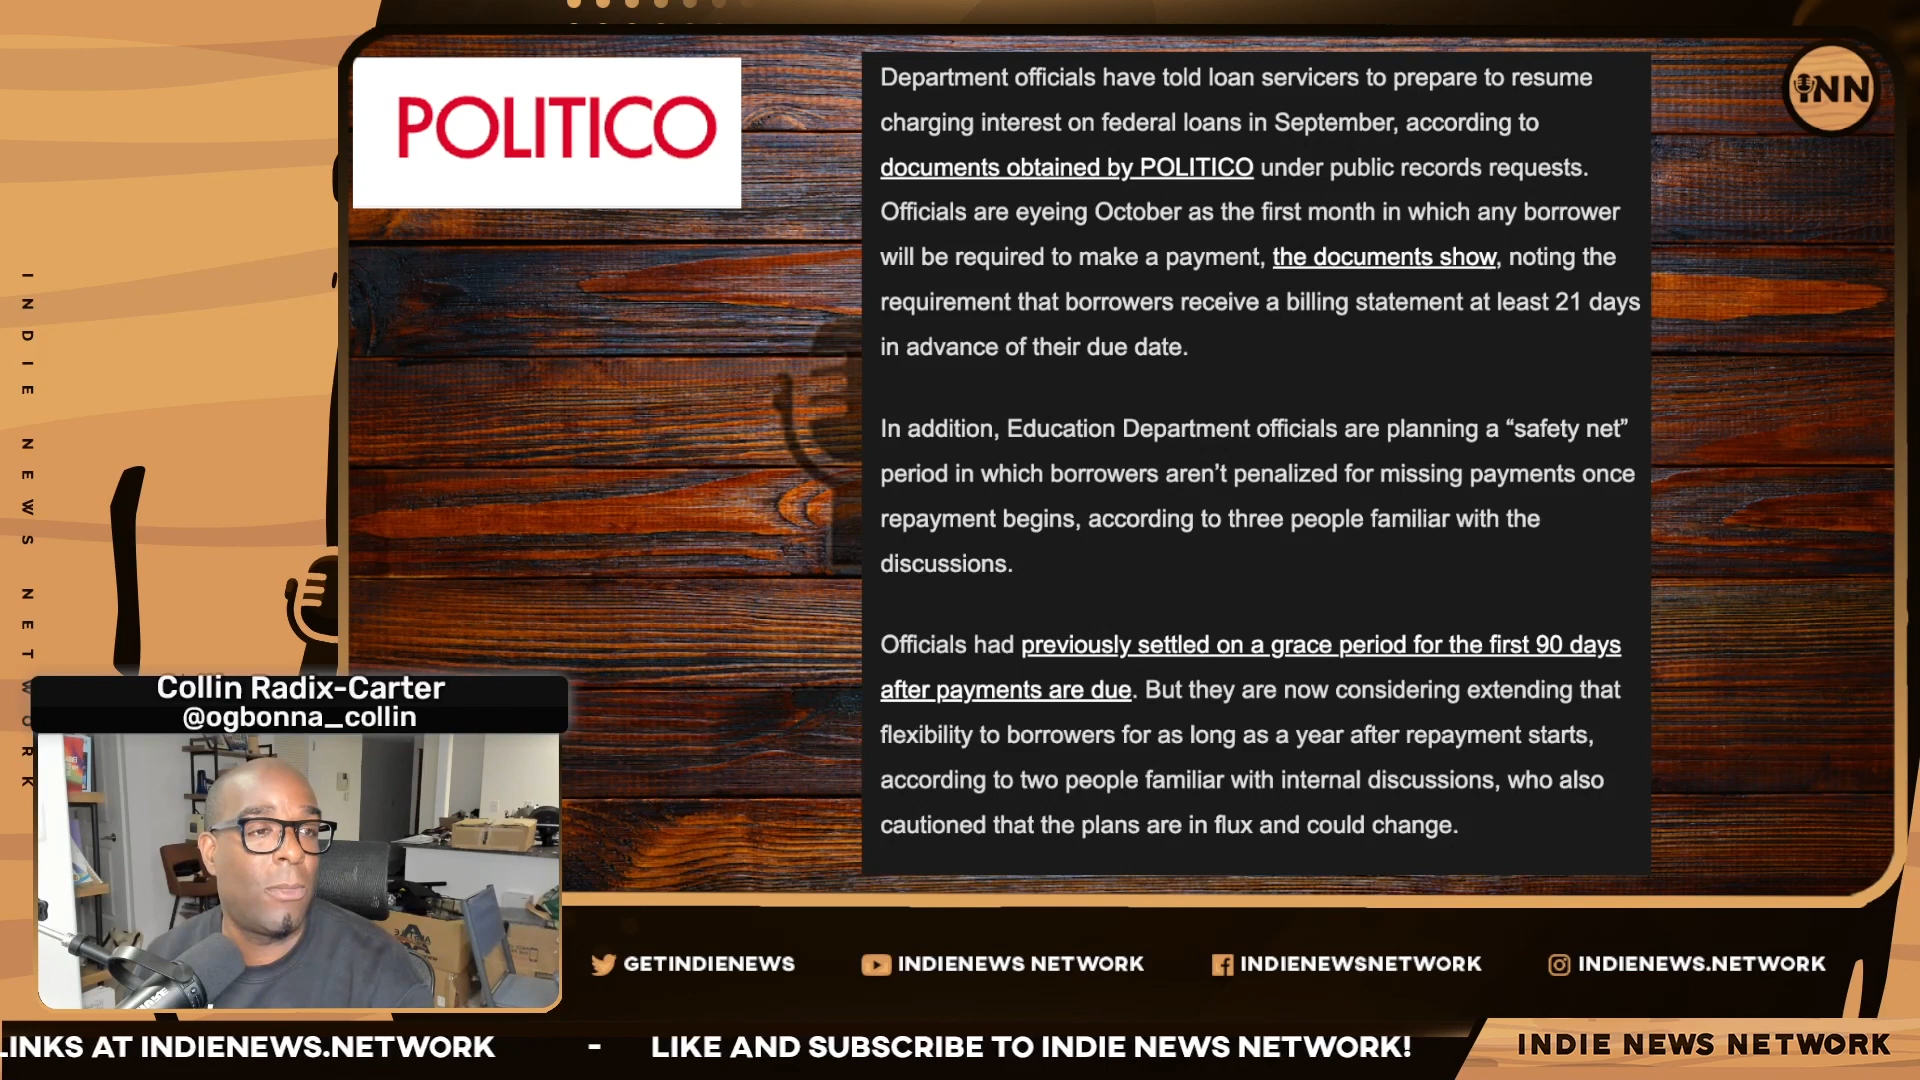 POLITICO
Department officials have told loan servicers to prepare to resume
charging interest on federal loans in September, according to
documents obtained by POLITICO under public records requests.
Officials are eyeing October as the first month in which any borrower
will be required to make a payment, the documents show, noting the
requirement that borrowers receive a billing statement at least 21 days
in advance of their due date.
In addition, Education Department officials are planning a “safety net”
period in which borrowers aren’t penalized for missing payments once
repayment begins, according to three people familiar with the
discussions.
Officials had previously settled on a grace period for the first 90 days
after payments are due. But they are now considering extending that
flexibility to borrowers for as long as a year after repayment starts,
according to two people familiar with internal discussions, who also
cautioned that the plans are in flux and could change.
iNN
INDIE NEWS NETWORK
Collin Radix-Carter
@ogbonna_collin
GETINDIENEWS
INDIENEWS NETWORK
INDIENEWSNETWORK
INDIENEWS.NETWORK
LINKS AT INDIENEWS.NETWORK - LIKE AND SUBSCRIBE TO INDIE NEWS NETWORK!
INDIE NEWS NETWORK